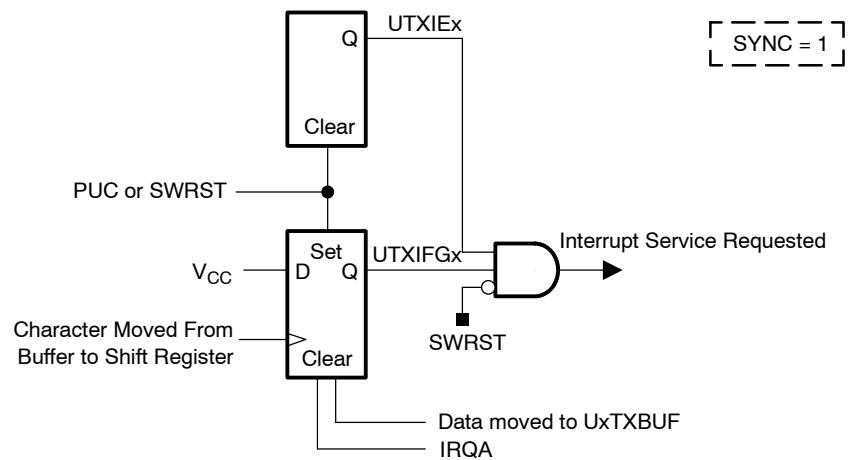 UTXIEx
SYNC = 1
Q
Clear
PUC or SWRST
Set
UTXIFGx
Interrupt Service Requested
VCC
D
Q
Character Moved From
Buffer to Shift Register
SWRST
Clear
Data moved to UxTXBUF
IRQA